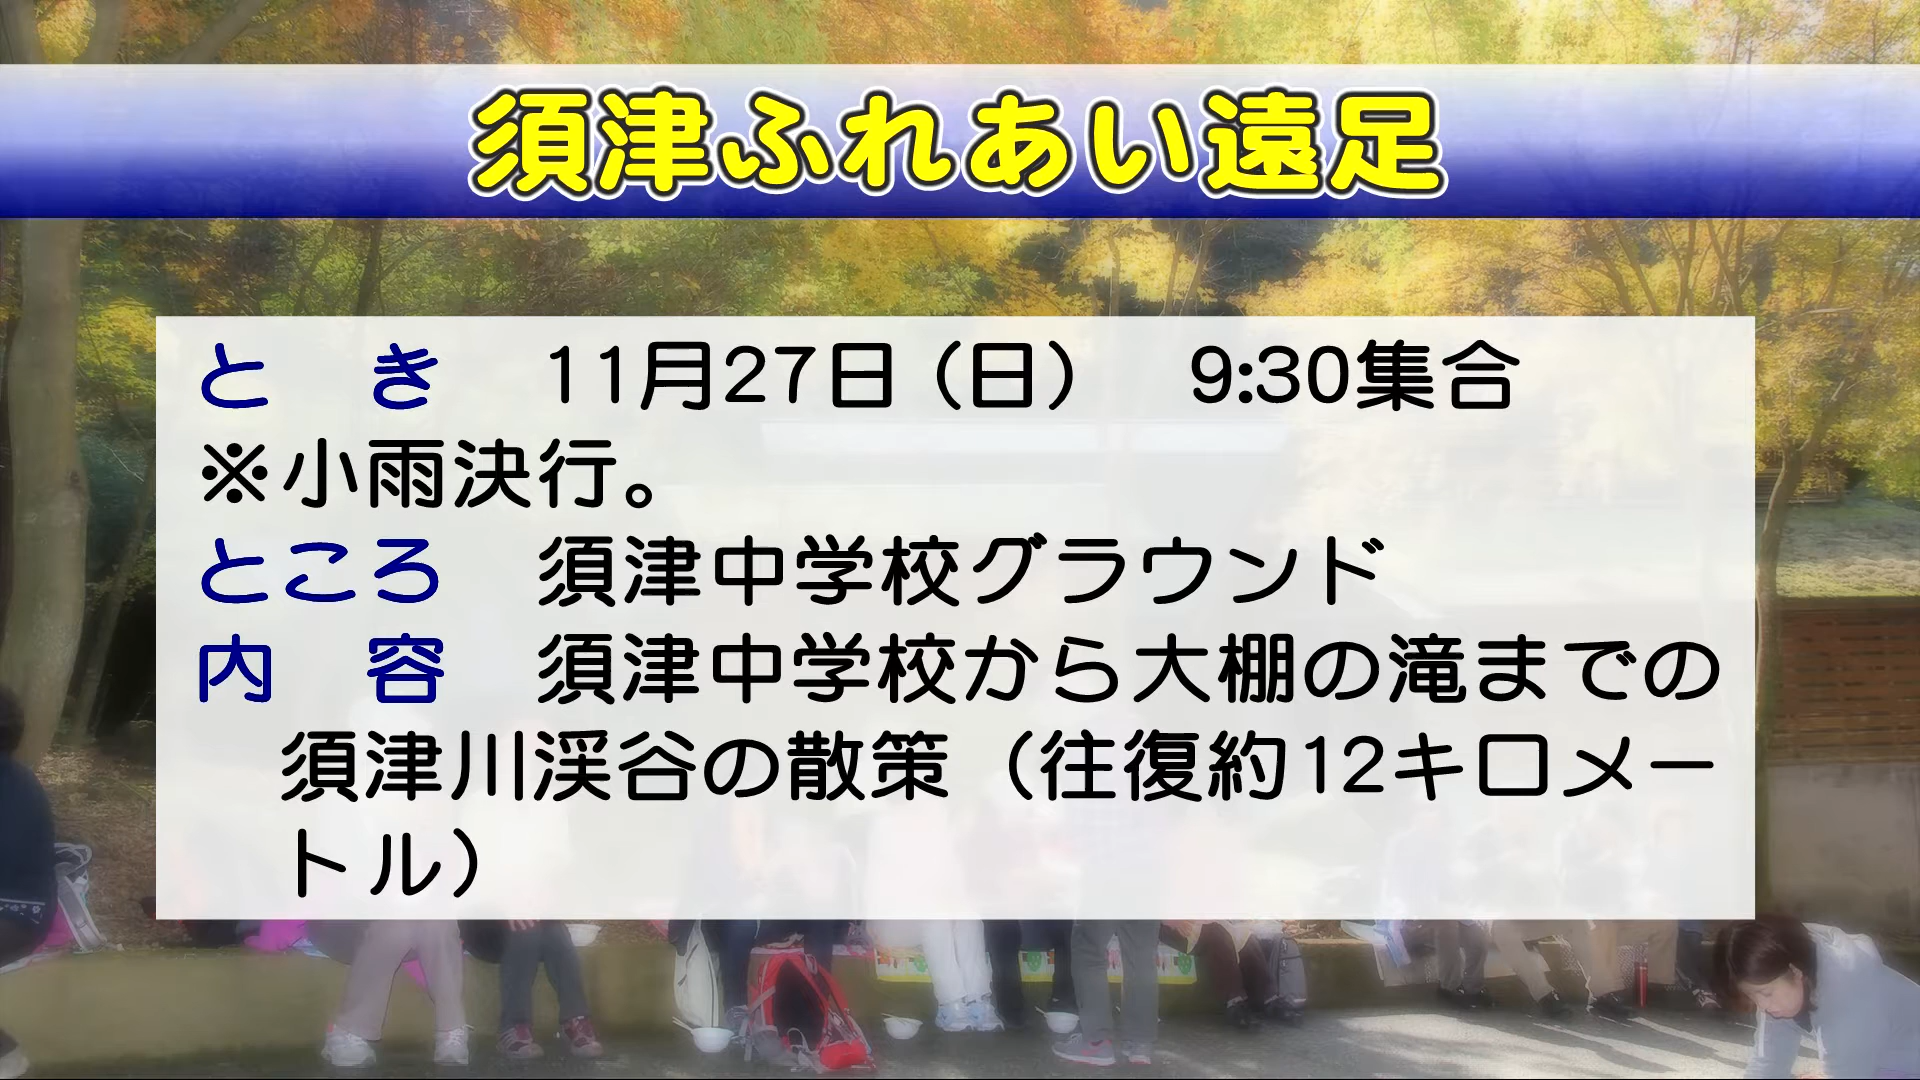 須津ふれあい遠足
と　き　11月27日（日）　9:30集合
※小雨決行。
ところ　須津中学校グラウンド
内　容　須津中学校から大棚の滝までの
須津川渓谷の散策（往復約12キロメー
トル）